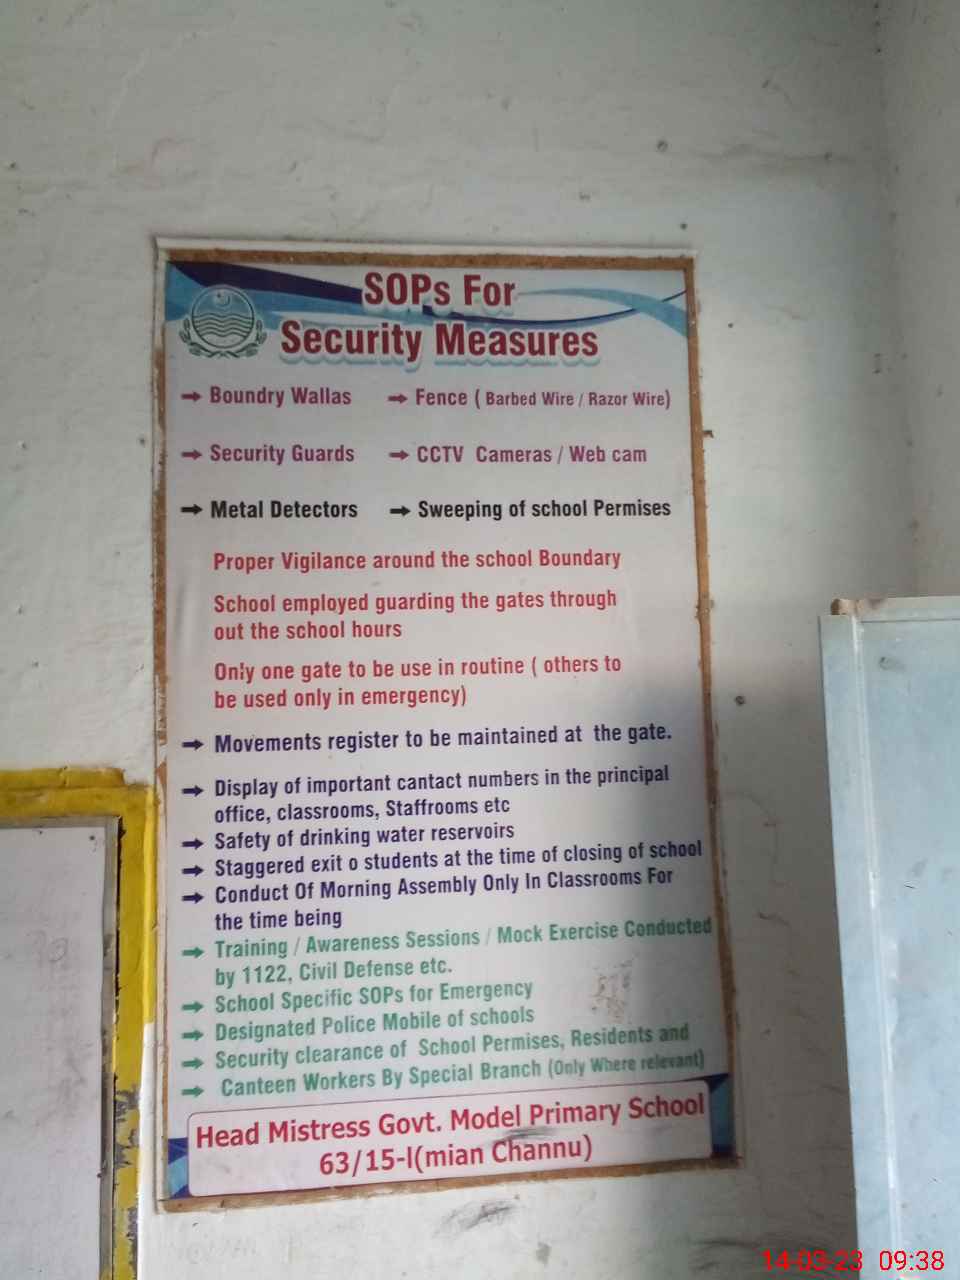 SOPs For
Security Measures
→ Boundry Wallas → Fence ( Barbed Wire / Razor Wire)
→ Security Guards → CCTV Cameras / Web cam
→ Metal Detectors → Sweeping of school Permises
Proper Vigilance around the school Boundary
School employed guarding the gates through
out the school hours
Only one gate to be use in routine ( others to
be used only in emergency)
→ Movements register to be maintained at the gate.
→ Display of important cantact numbers in the principal
office, classrooms, Staffrooms etc
→ Safety of drinking water reservoirs
→ Staggered exit o students at the time of closing of school
→ Conduct Of Morning Assembly Only In Classrooms For
the time being
→ Training / Awareness Sessions / Mock Exercise Conducted
by 1122, Civil Defense etc.
→ School Specific SOPs for Emergency
→ Designated Police Mobile of schools
→ Security clearance of School Permises, Residents and
→ Canteen Workers By Special Branch (Only Where relevant)
Head Mistress Govt. Model Primary School
63/15-l(mian Channu)
14-03-23 09:38